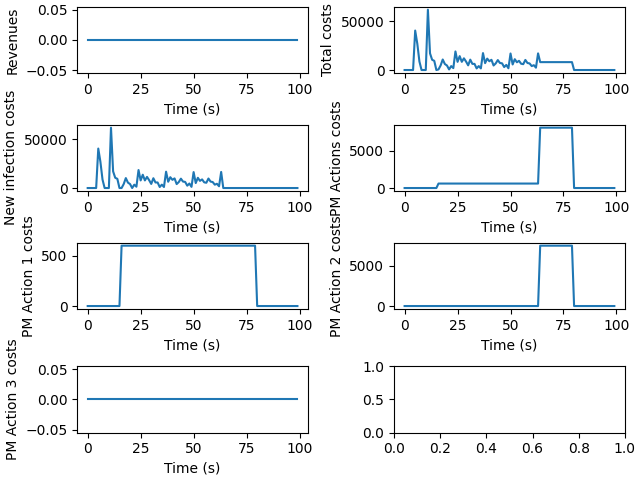 Revenues
0.05
0.00
−0.05
0 25 50 75 100
Time (s)
Total costs
50000
0
0 25 50 75 100
Time (s)
New infection costs
50000
0
0 25 50 75 100
Time (s)
PM Actions costs
5000
0
0 25 50 75 100
Time (s)
PM Action 1 costs
500
0
0 25 50 75 100
Time (s)
PM Action 2 costs
5000
0
0 25 50 75 100
Time (s)
PM Action 3 costs
0.05
0.00
−0.05
0 25 50 75 100
Time (s)
1.0
0.5
0.0
0.0 0.2 0.4 0.6 0.8 1.0